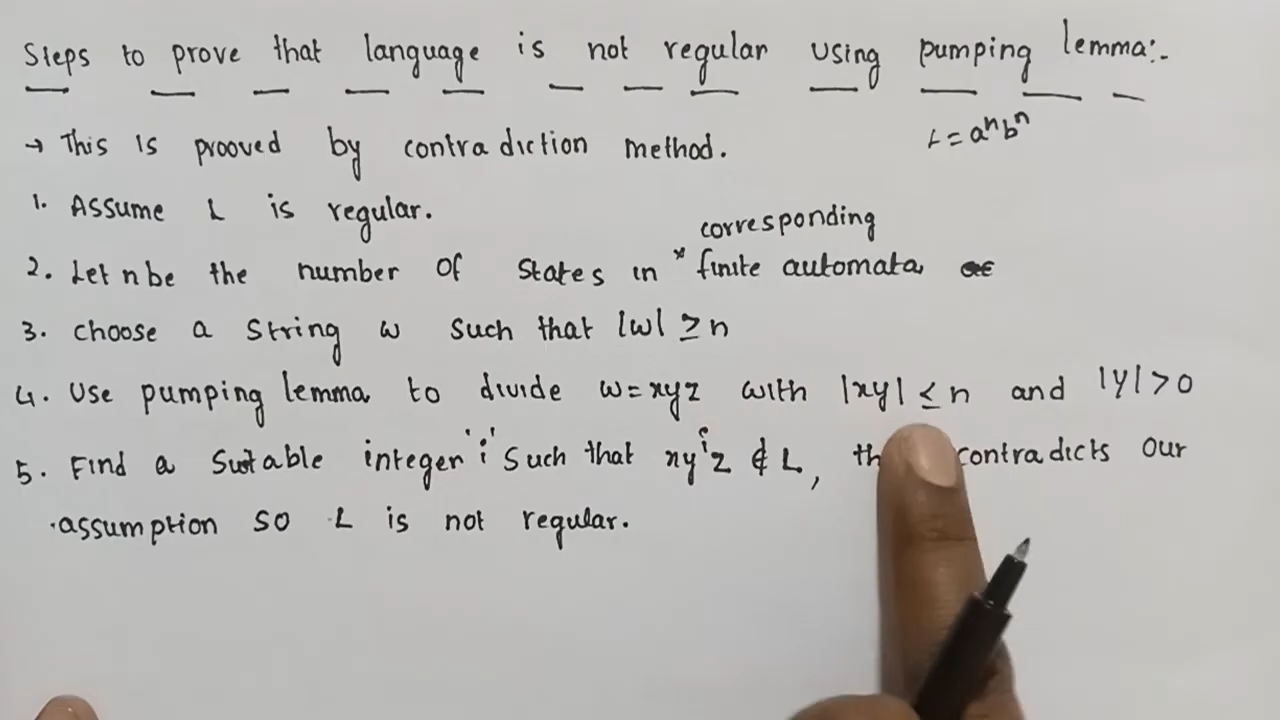 Steps to prove that language is not regular using pumping lemma:-
→ This is prooved by contradiction method.
L = aⁿbⁿ
1. Assume L is regular.
corresponding
2. Let n be the number of states in * finite automata
3. choose a string w such that |w| ≥ n
4. Use pumping lemma to divide w=xyz with |xy| ≤ n and |y| > 0
5. Find a suitable integer 'i' such that xyⁱz ∉ L, contradicts our
assumption so L is not regular.